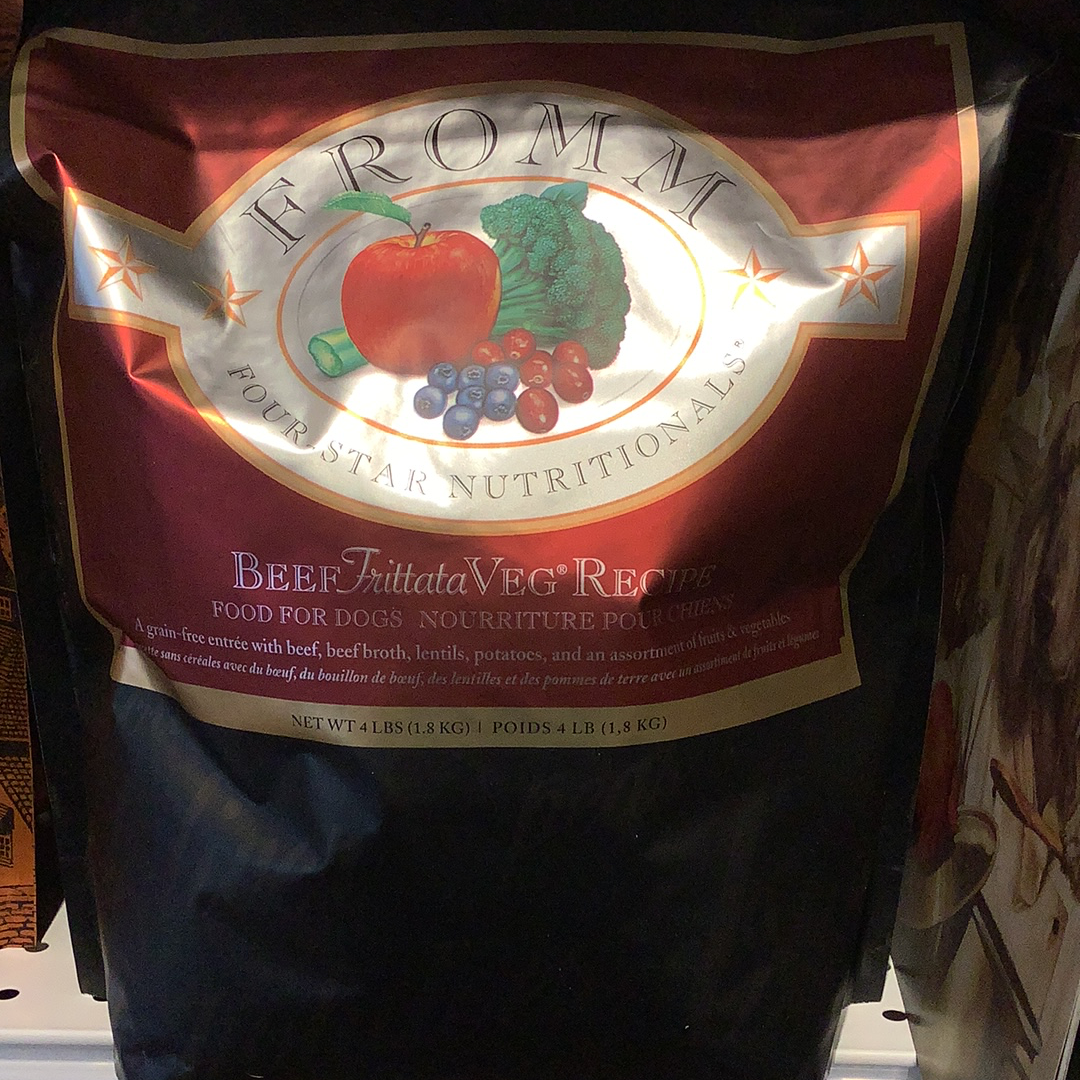 FROMM
FOUR-STAR NUTRITIONALS®
BEEF Frittata VEG® RECIPE
FOOD FOR DOGS NOURRITURE POUR CHIENS
A grain-free entrée with beef, beef broth, lentils, potatoes, and an assortment of fruits & vegetables
sans céréales avec du bœuf, du bouillon de bœuf, des lentilles et des pommes de terre avec un assortiment de fruits et légumes
NET WT 4 LBS (1.8 KG) | POIDS 4 LB (1,8 KG)